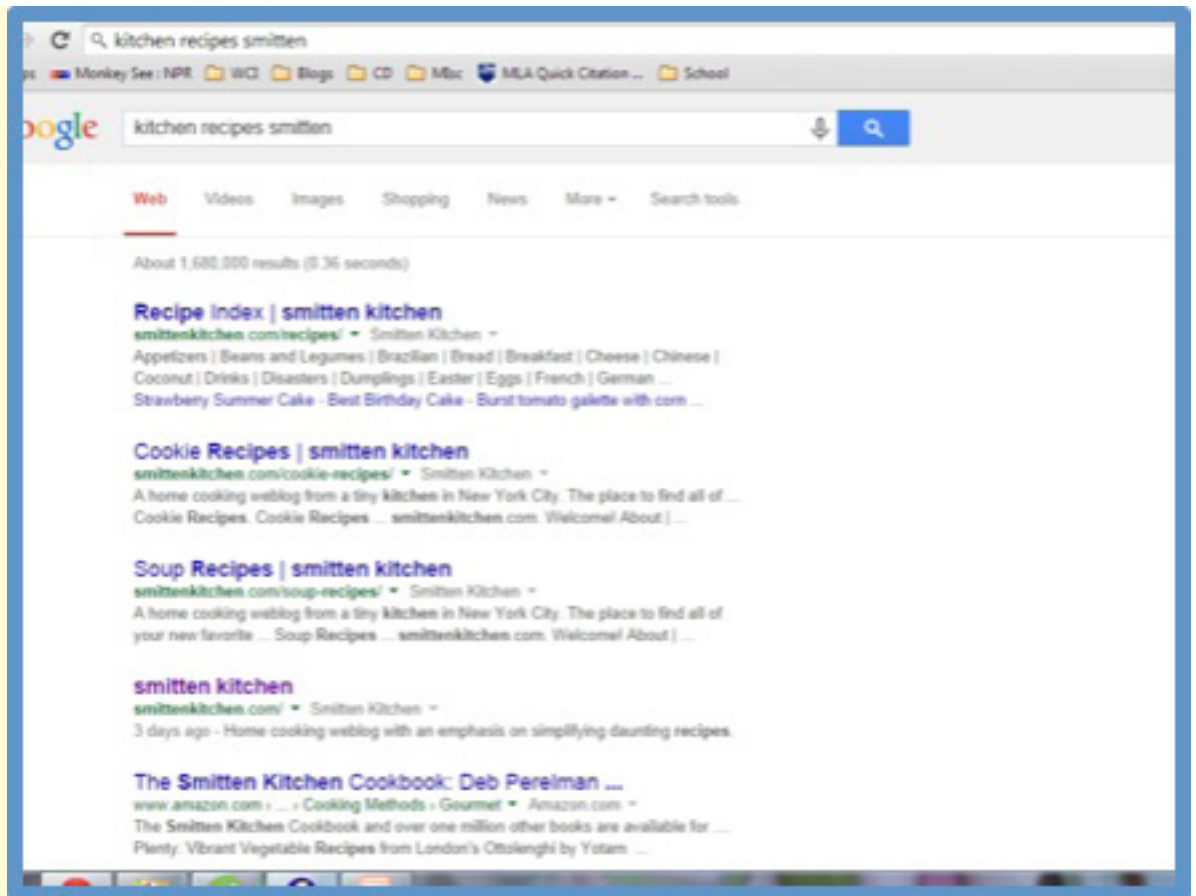 kitchen recipes smitten
Monkey See : NPR WCI Blogs CD Misc MLA Quick Citation ... School
oogle kitchen recipes smitten
Web Videos Images Shopping News More Search tools
About 1,680,000 results (0.36 seconds)
Recipe Index | smitten kitchen
smittenkitchen.com/recipes/ Smitten Kitchen
Appetizers | Beans and Legumes | Brazilian | Bread | Breakfast | Cheese | Chinese |
Coconut | Drinks | Disasters | Dumplings | Easter | Eggs | French | German ...
Strawberry Summer Cake - Best Birthday Cake - Burst tomato galette with corn ...
Cookie Recipes | smitten kitchen
smittenkitchen.com/cookie-recipes/ Smitten Kitchen
A home cooking weblog from a tiny kitchen in New York City. The place to find all of ...
Cookie Recipes. Cookie Recipes ... smittenkitchen.com. Welcome! About | ...
Soup Recipes | smitten kitchen
smittenkitchen.com/soup-recipes/ Smitten Kitchen
A home cooking weblog from a tiny kitchen in New York City. The place to find all of
your new favorite ... Soup Recipes ... smittenkitchen.com. Welcome! About | ...
smitten kitchen
smittenkitchen.com/ Smitten Kitchen
3 days ago - Home cooking weblog with an emphasis on simplifying daunting recipes.
The Smitten Kitchen Cookbook: Deb Perelman ...
www.amazon.com › ... › Cooking Methods › Gourmet Amazon.com
The Smitten Kitchen Cookbook and over one million other books are available for ...
Plenty: Vibrant Vegetable Recipes from London's Ottolenghi by Yotam ...